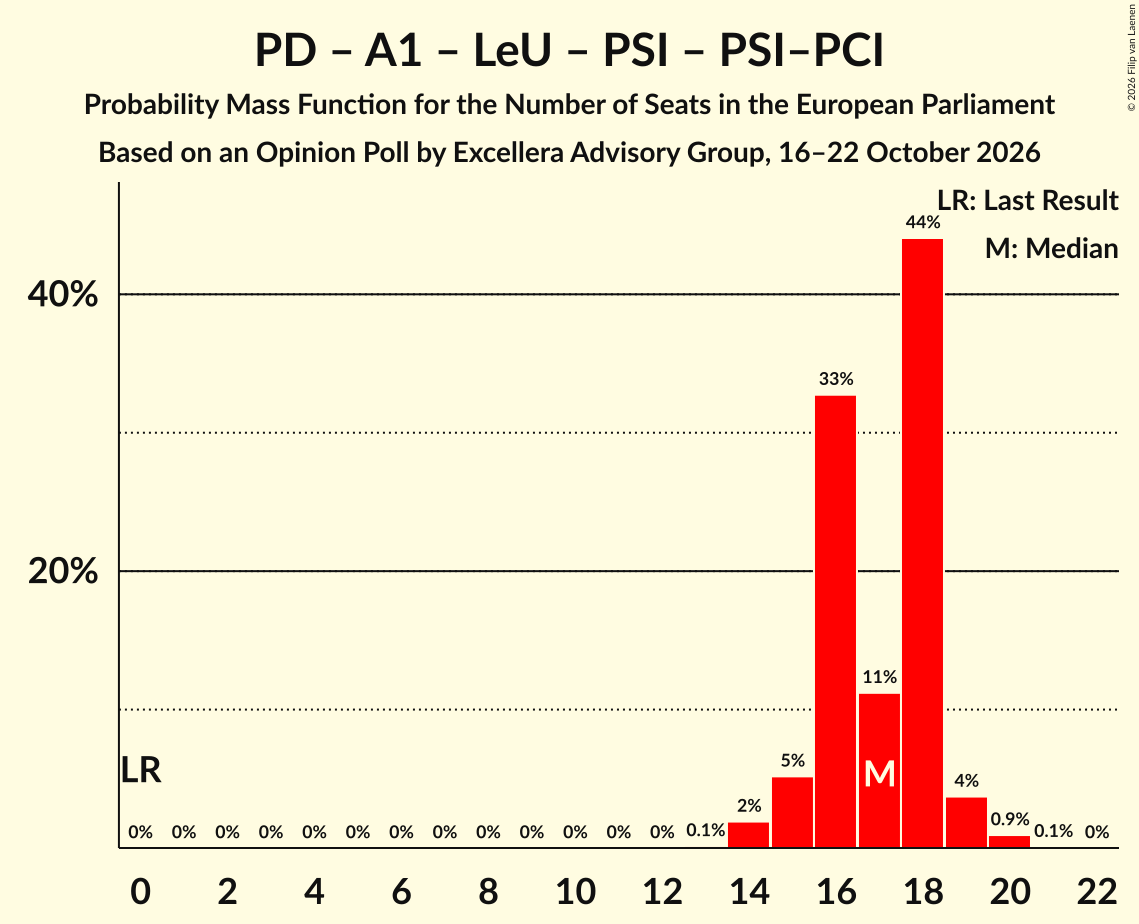 PD – A1 – LeU – PSI – PSI–PCI
Probability Mass Function for the Number of Seats in the European Parliament
Based on an Opinion Poll by Excellera Advisory Group, 16–22 October 2026
© 2026 Filip van Laenen
LR: Last Result
M: Median
44%
40%
33%
20%
11%
LR
5%
M
2%
4%
0% 0% 0% 0% 0% 0% 0% 0% 0% 0% 0% 0% 0% 0.1% 0.9% 0.1% 0%
0 2 4 6 8 10 12 14 16 18 20 22